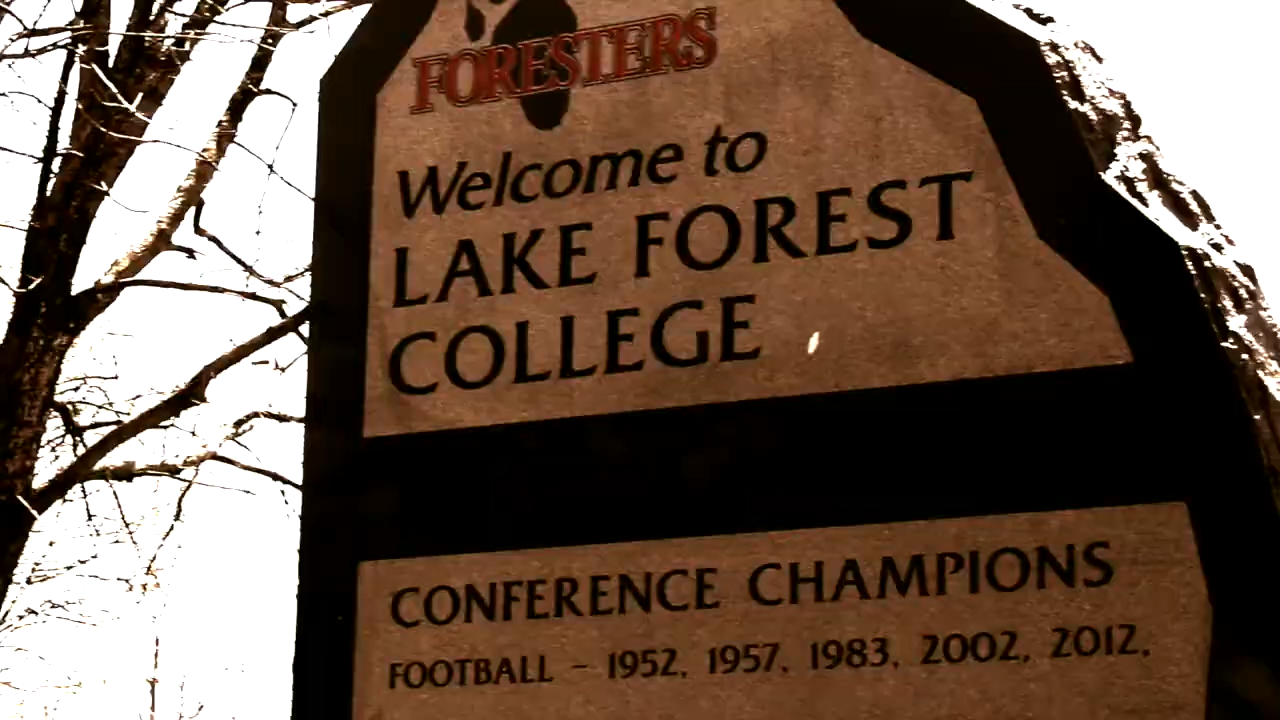 FORESTERS
Welcome to
LAKE FOREST
COLLEGE
CONFERENCE CHAMPIONS
FOOTBALL - 1952, 1957, 1983, 2002, 2012,